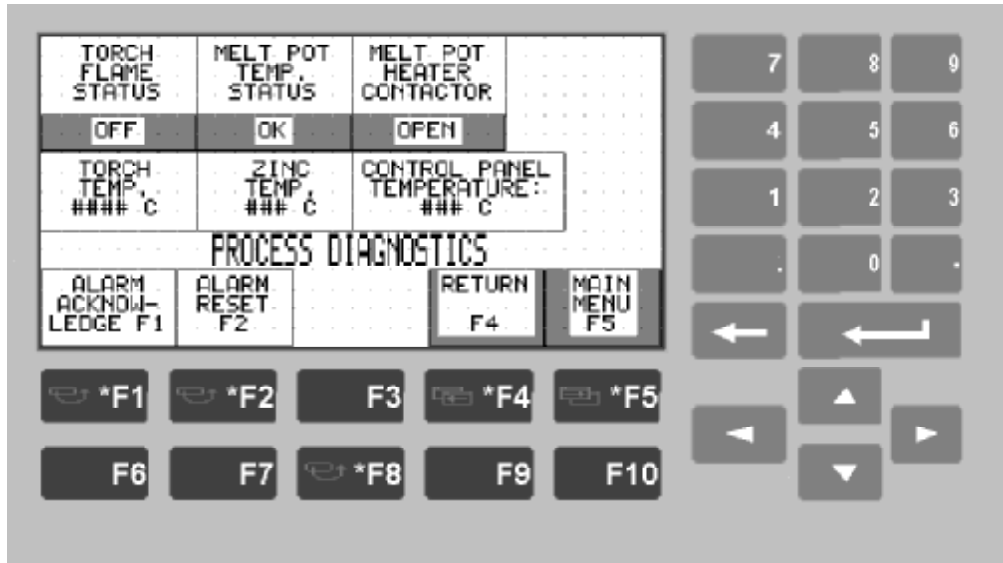 TORCH FLAME STATUS
MELT POT TEMP. STATUS
MELT POT HEATER CONTACTOR
OFF
OK
OPEN
TORCH TEMP. #### C
ZINC TEMP. ### C
CONTROL PANEL TEMPERATURE: ### C
PROCESS DIAGNOSTICS
ALARM ACKNOW-LEDGE F1
ALARM RESET F2
RETURN F4
MAIN MENU F5
7 8 9
4 5 6
1 2 3
. 0 -
*F1 *F2 F3 *F4 *F5
F6 F7 *F8 F9 F10